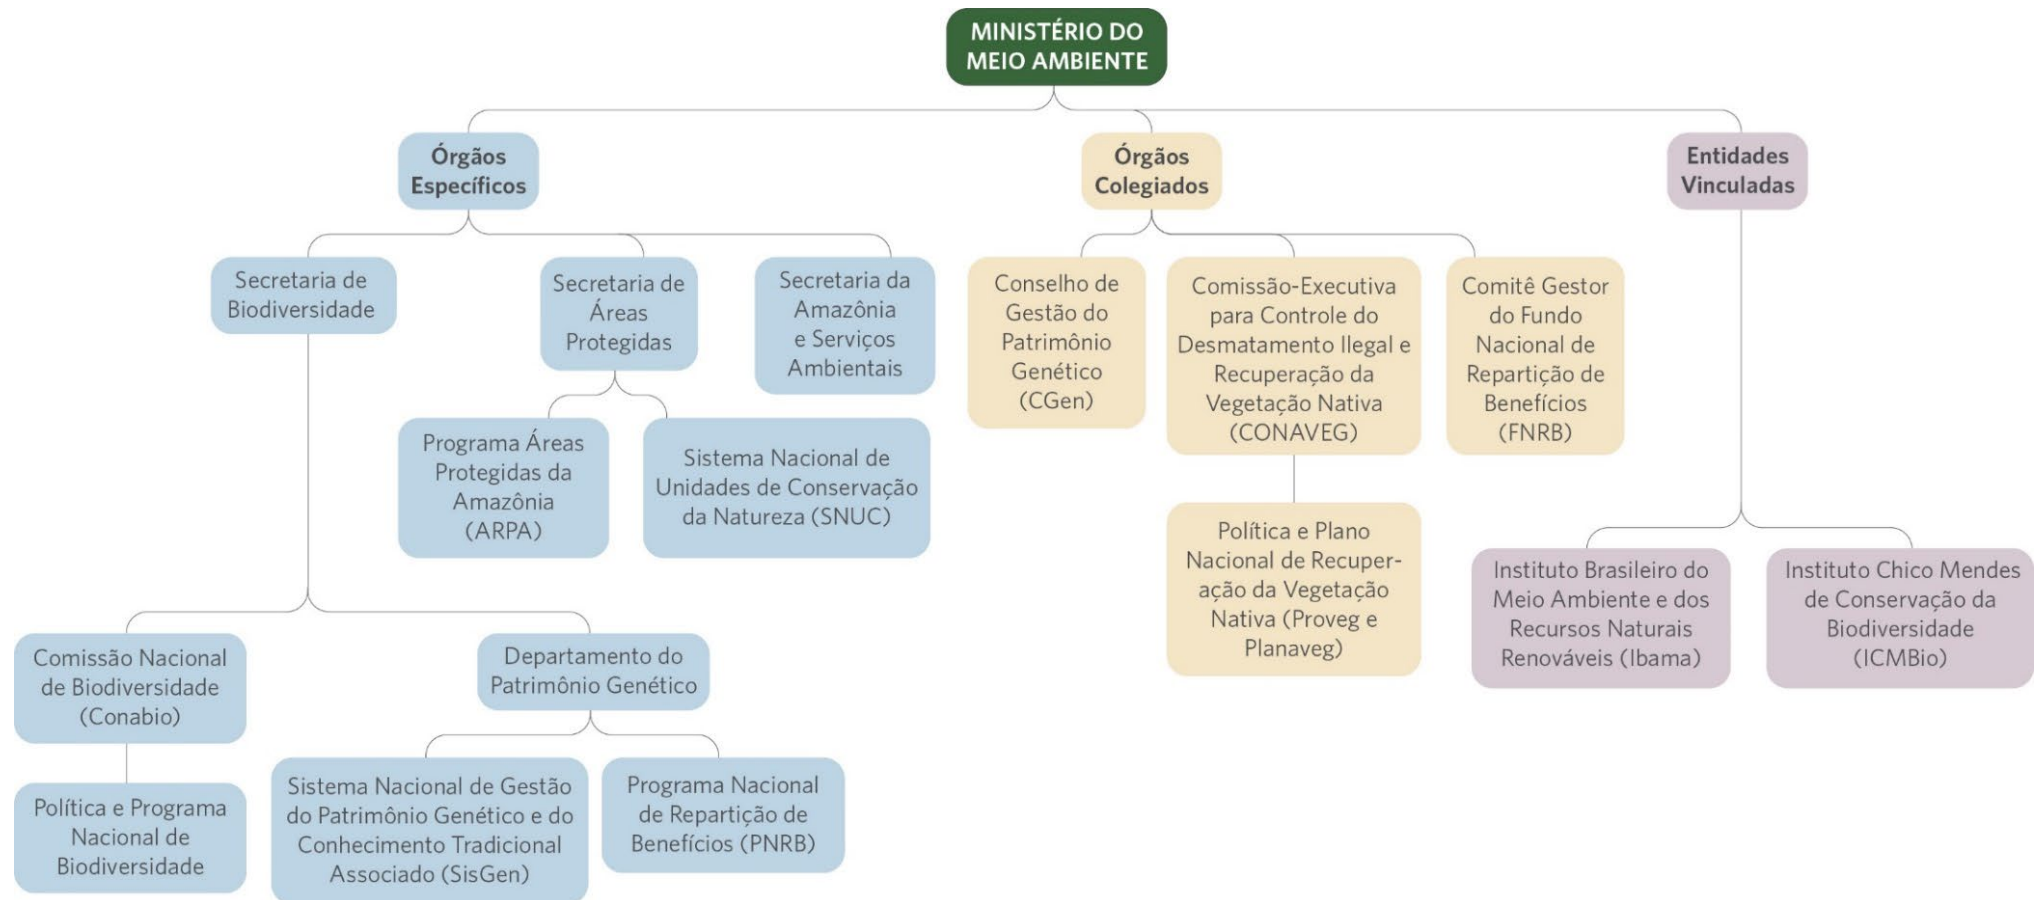 MINISTÉRIO DO
MEIO AMBIENTE
Órgãos
Específicos
Órgãos
Colegiados
Entidades
Vinculadas
Secretaria de
Biodiversidade
Secretaria de
Áreas
Protegidas
Secretaria da
Amazônia
e Serviços
Ambientais
Conselho de
Gestão do
Patrimônio
Genético
(CGen)
Comissão-Executiva
para Controle do
Desmatamento Ilegal e
Recuperação da
Vegetação Nativa
(CONAVEG)
Comitê Gestor
do Fundo
Nacional de
Repartição de
Benefícios
(FNRB)
Programa Áreas
Protegidas da
Amazônia
(ARPA)
Sistema Nacional de
Unidades de Conservação
da Natureza (SNUC)
Política e Plano
Nacional de Recuper-
ação da Vegetação
Nativa (Proveg e
Planaveg)
Instituto Brasileiro do
Meio Ambiente e dos
Recursos Naturais
Renováveis (Ibama)
Instituto Chico Mendes
de Conservação da
Biodiversidade
(ICMBio)
Comissão Nacional
de Biodiversidade
(Conabio)
Departamento do
Patrimônio Genético
Política e Programa
Nacional de
Biodiversidade
Sistema Nacional de Gestão
do Patrimônio Genético e do
Conhecimento Tradicional
Associado (SisGen)
Programa Nacional
de Repartição de
Benefícios (PNRB)